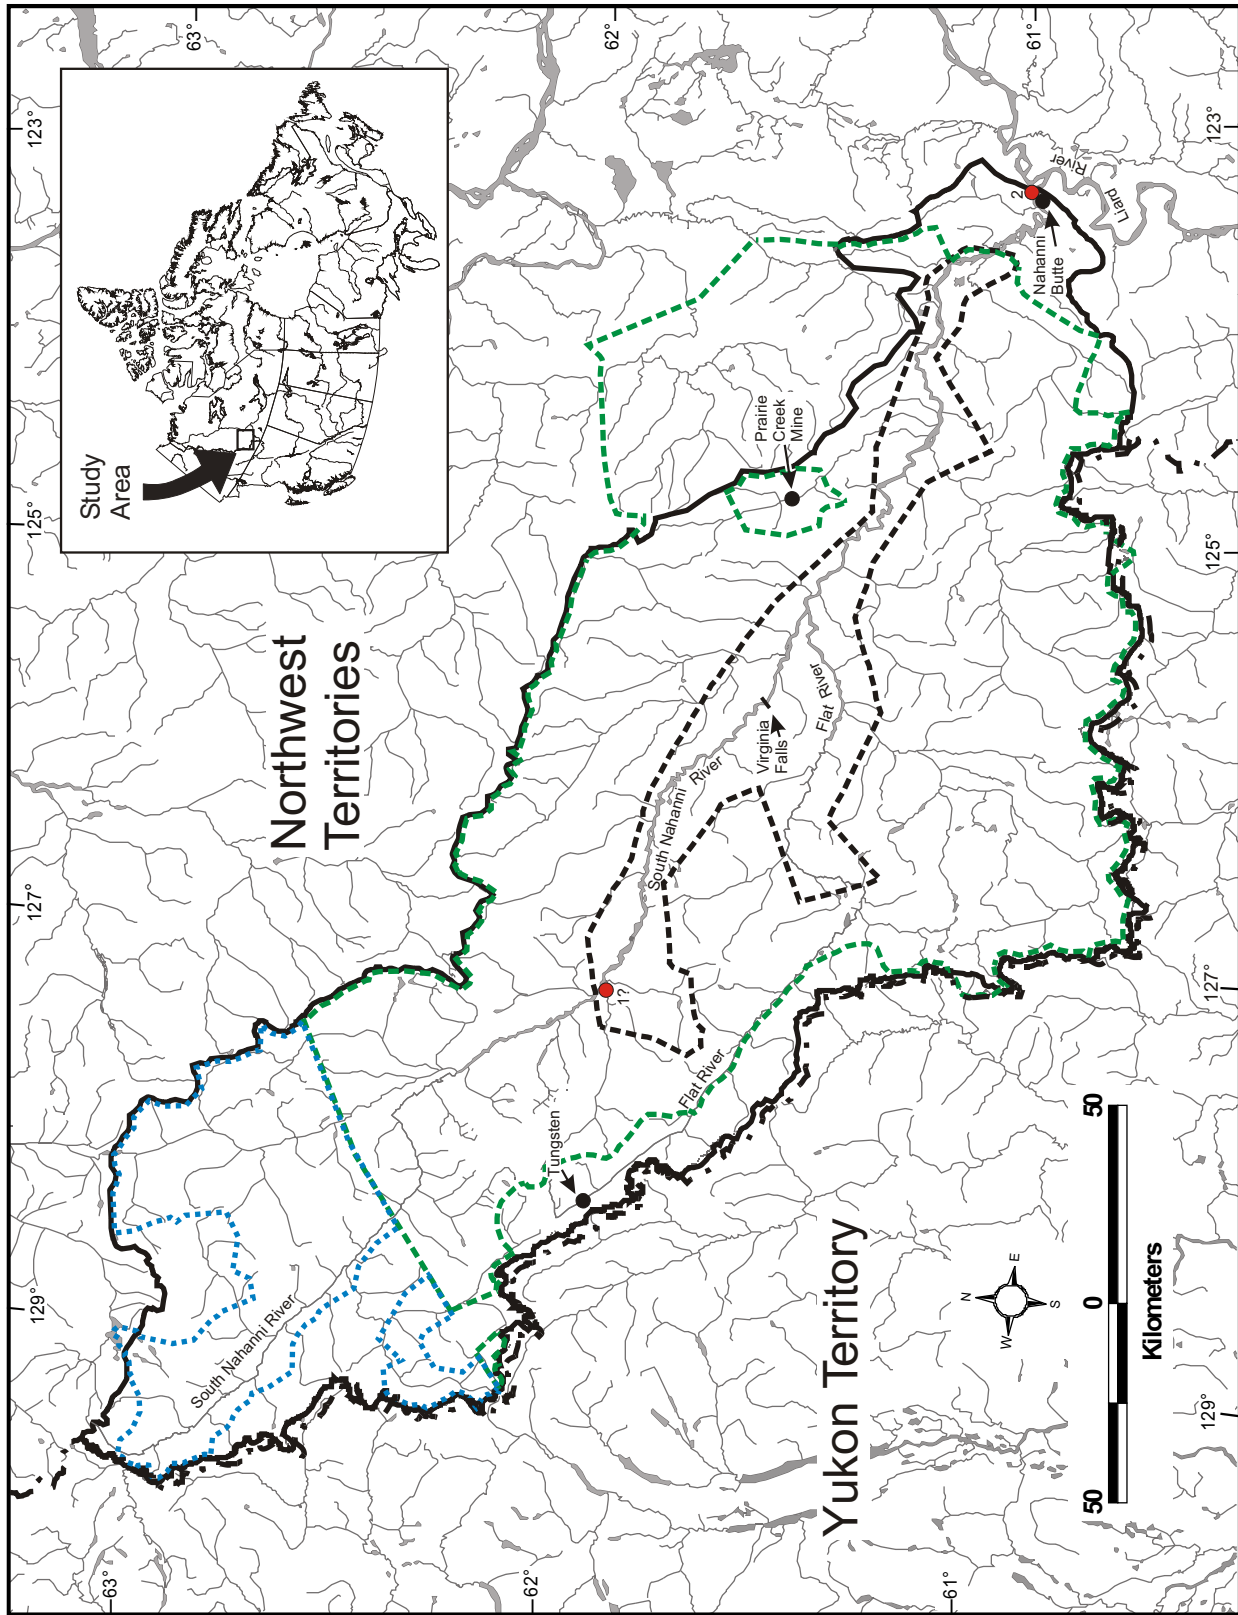 63°
62°
61°
123°
125°
127°
129°
Study
Area
Northwest
Territories
Prairie
Creek
Mine
2
Nahanni
Butte
Liard
River
Virginia
Falls
Flat River
South Nahanni River
1?
Flat River
Tungsten
South Nahanni River
Yukon Territory
N
E
S
W
50
0
50
Kilometers
123°
125°
127°
129°
63°
62°
61°